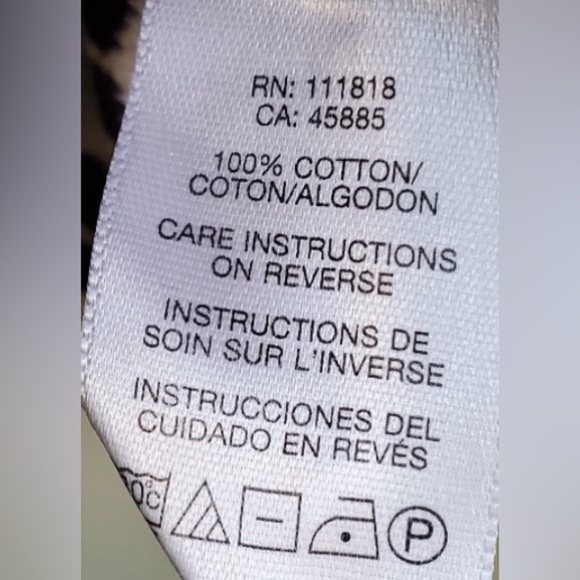 RN: 111818
CA: 45885
100% COTTON/
COTON/ALGODON
CARE INSTRUCTIONS
ON REVERSE
INSTRUCTIONS DE
SOIN SUR L'INVERSE
INSTRUCCIONES DEL
CUIDADO EN REVÉS
P